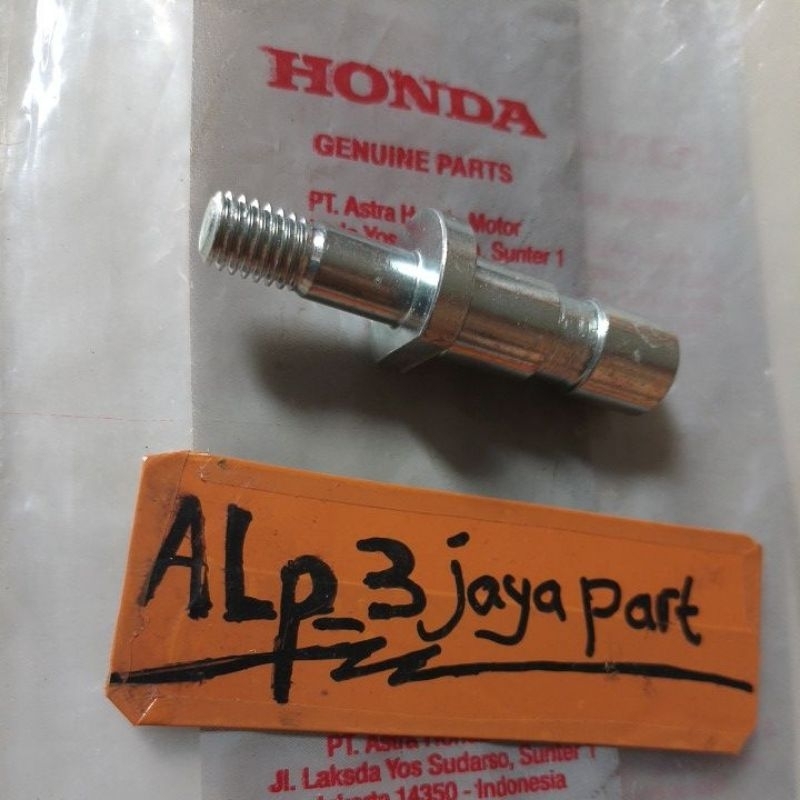 HONDA
GENUINE PARTS
PT. Astra Motor
Yos Sunter 1
ALp_3 jaya part
PT. Astra
Jl. Laksda Yos Sudarso, Sunter 1
14350 - Indonesia